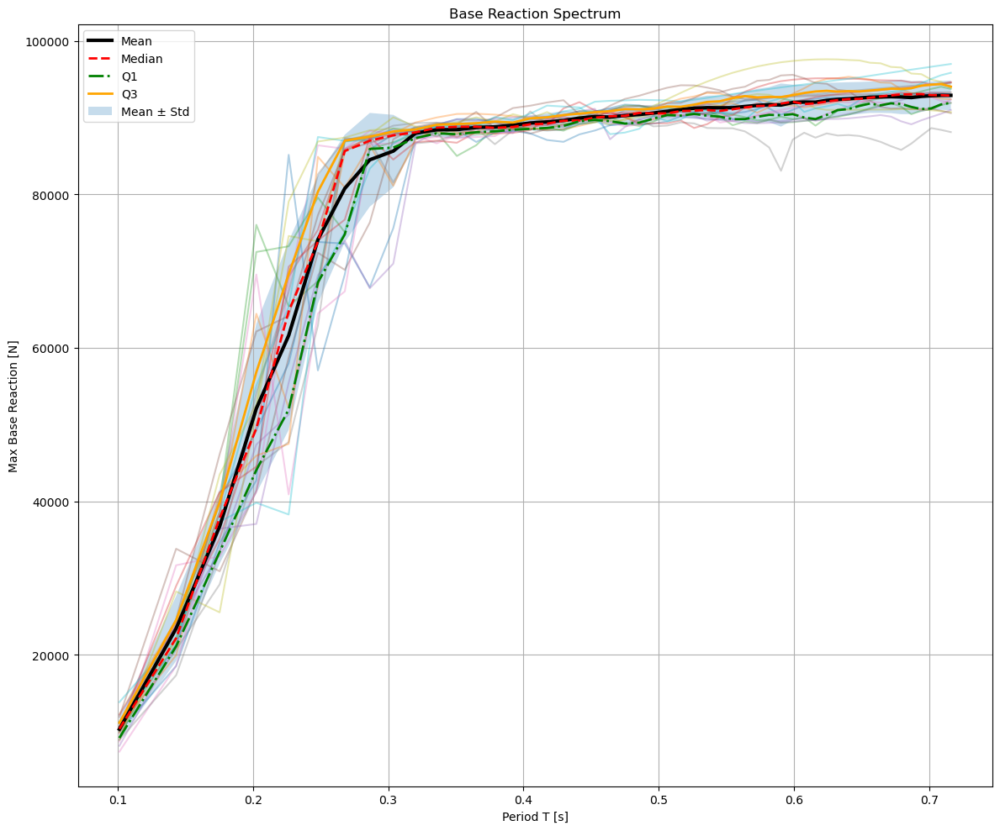 Base Reaction Spectrum
Mean
Median
Q1
Q3
Mean ± Std
Max Base Reaction [N]
100000
80000
60000
40000
20000
0.1 0.2 0.3 0.4 0.5 0.6 0.7
Period T [s]